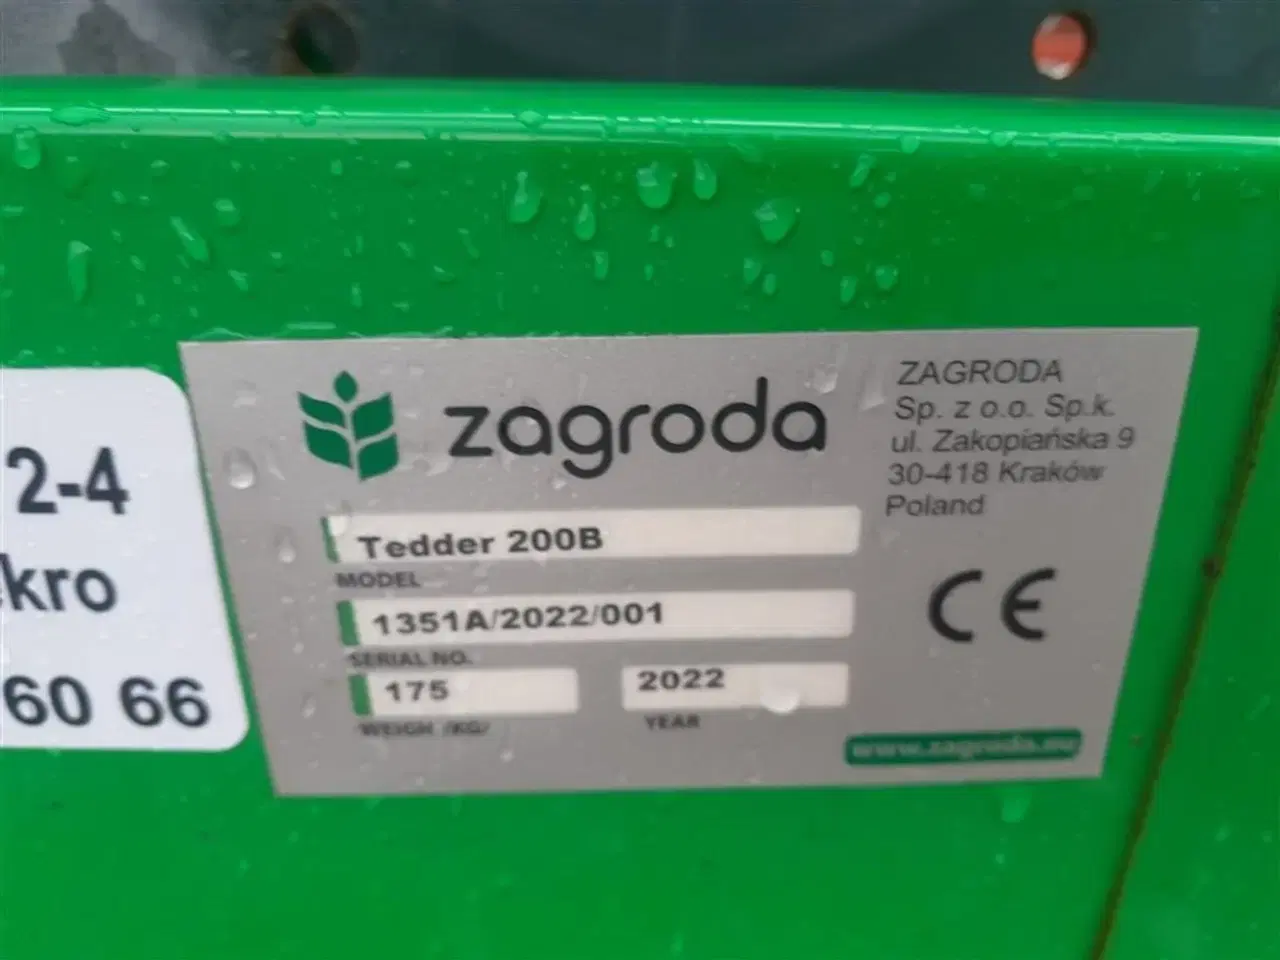 zagroda
ZAGRODA
Sp. z o.o. Sp.k.
ul. Zakopiańska 9
30-418 Kraków
Poland
Tedder 200B
MODEL
1351A/2022/001
SERIAL NO.
175
WEIGH /KG/
2022
YEAR
CE
www.zagroda.eu
2-4
kro
60 66